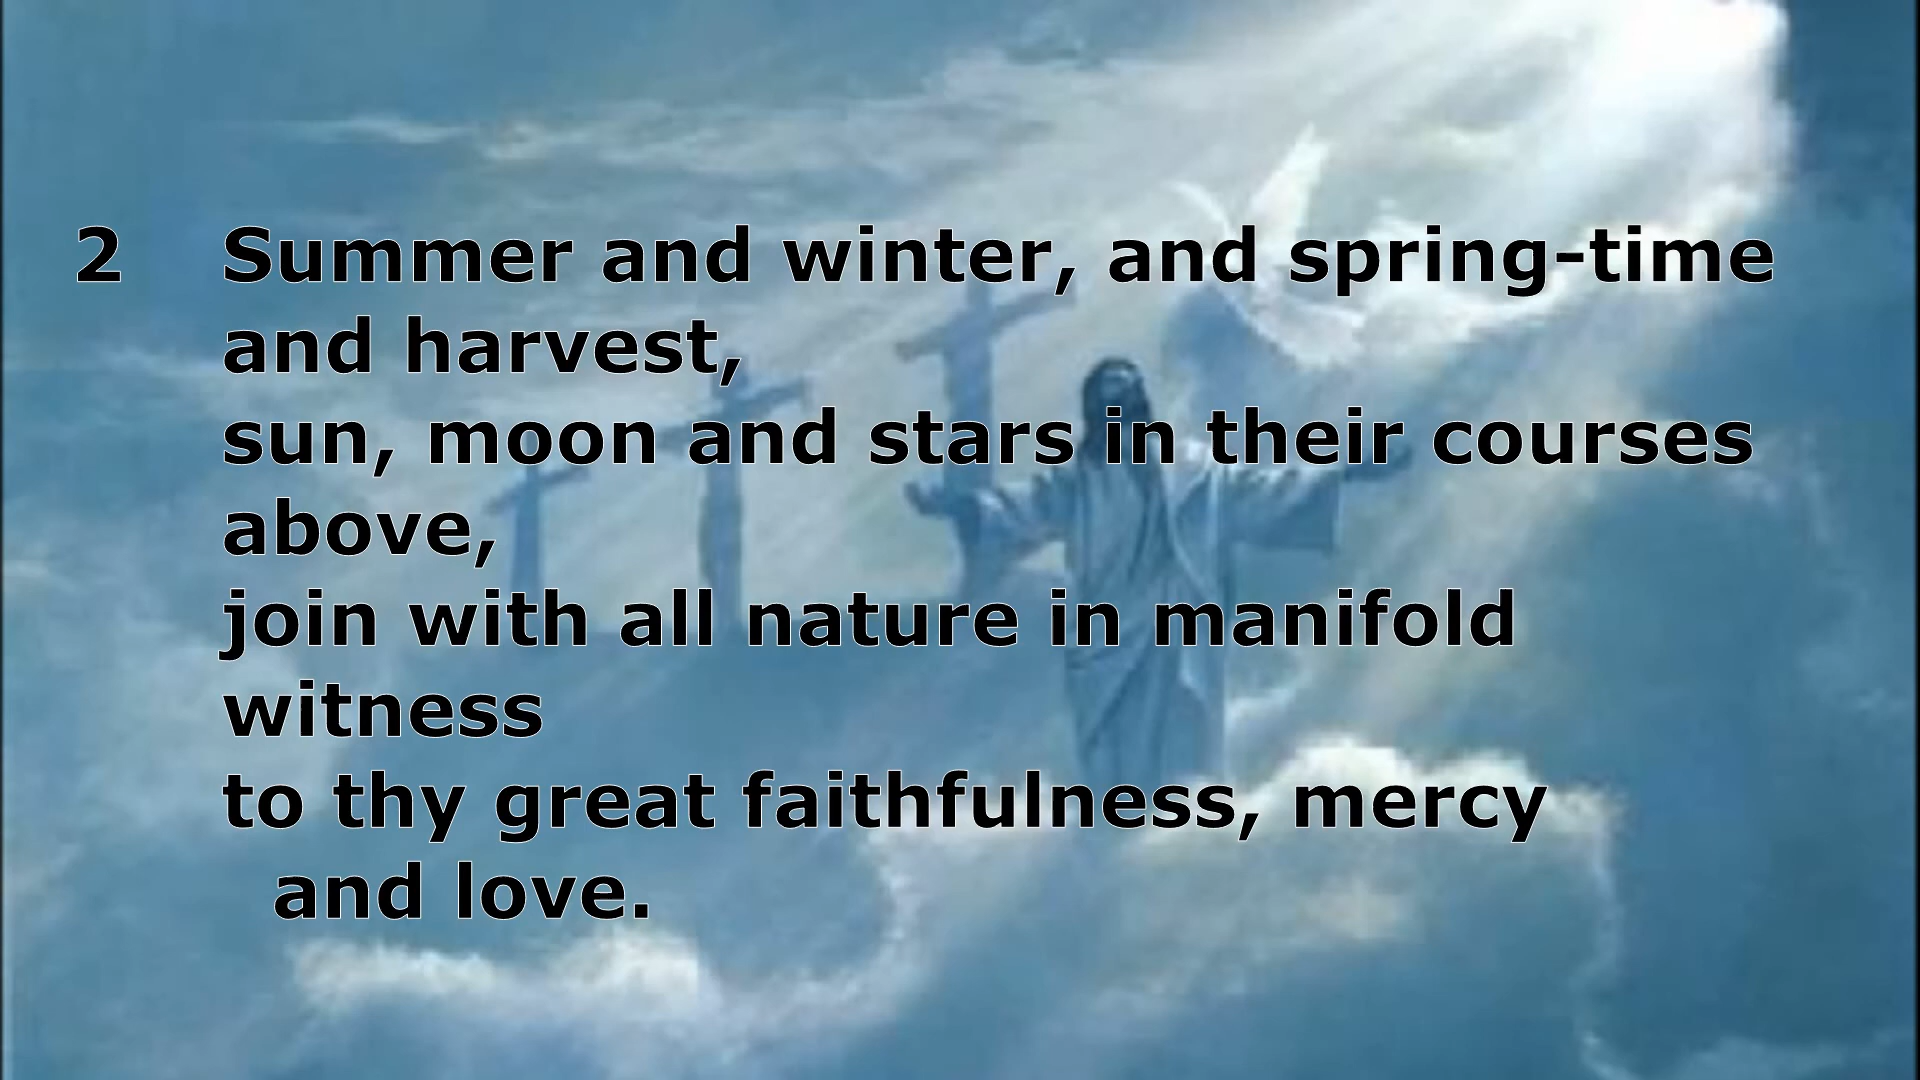 2 Summer and winter, and spring-time
and harvest,
sun, moon and stars in their courses
above,
join with all nature in manifold
witness
to thy great faithfulness, mercy
and love.